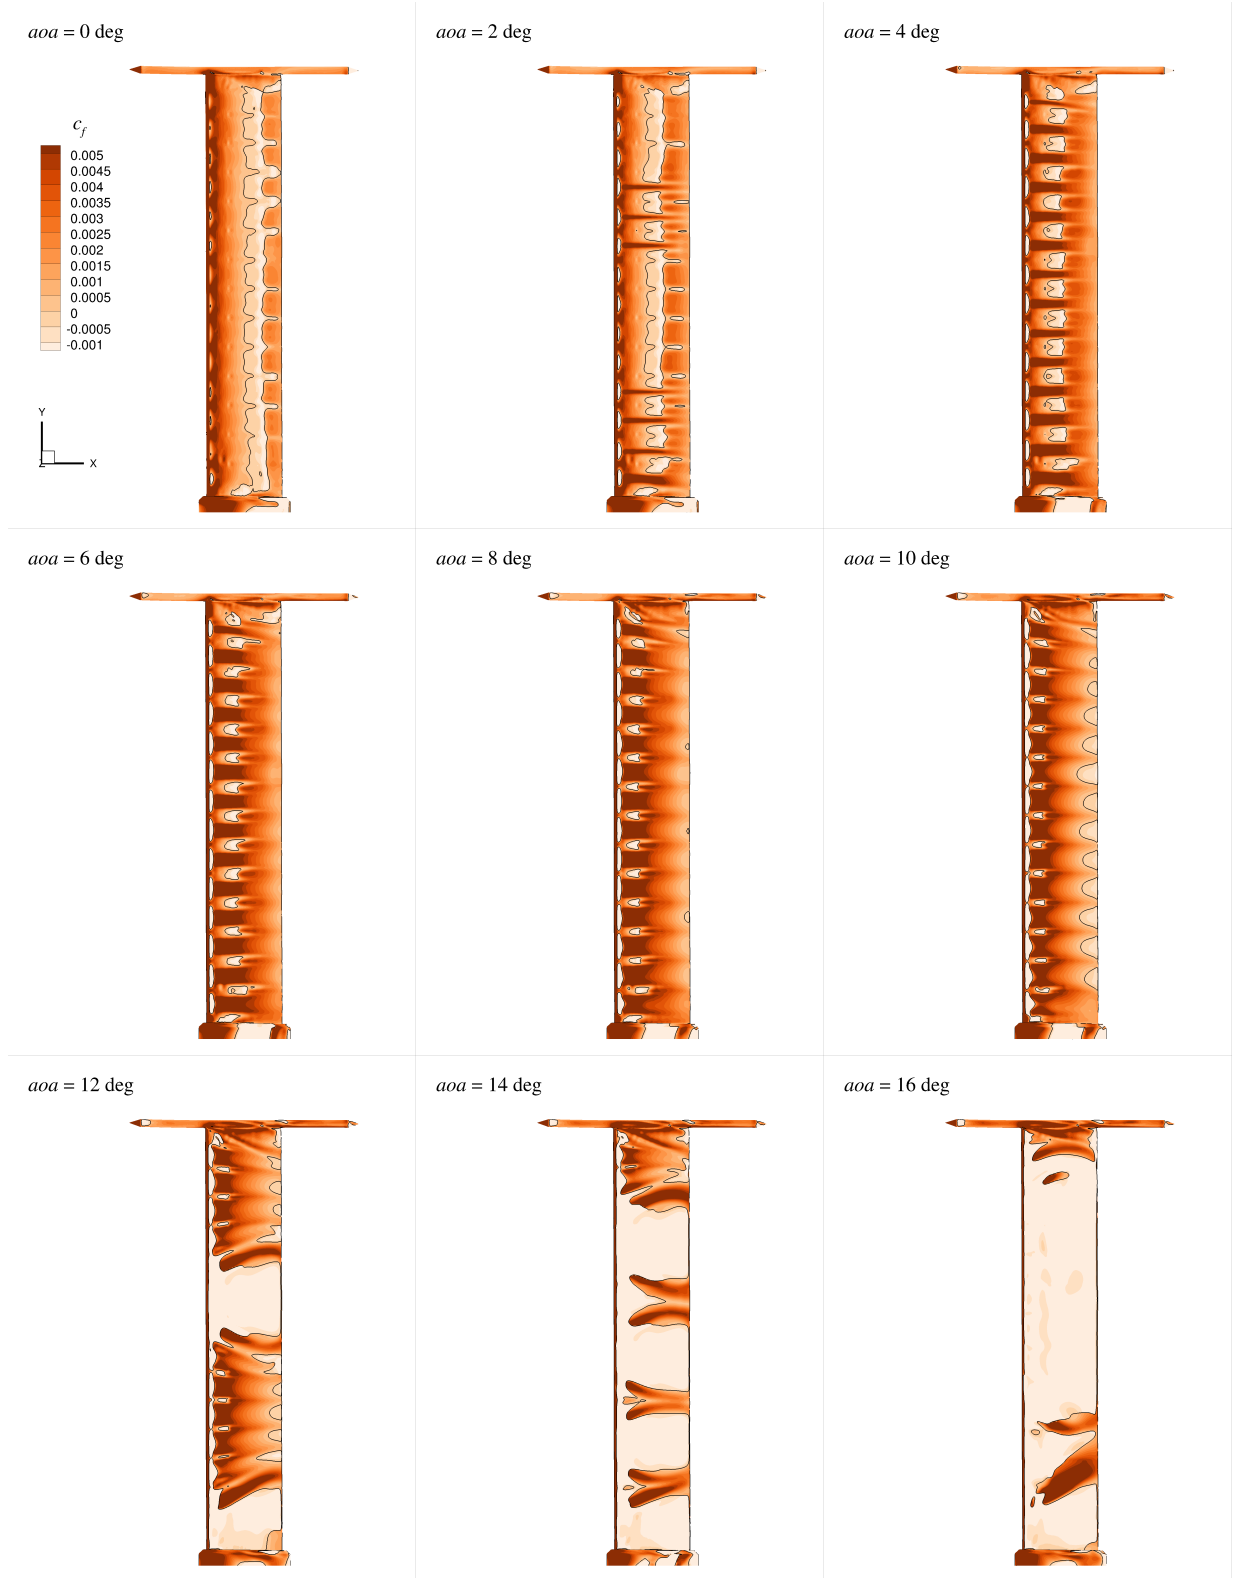 aoa = 0 deg
aoa = 2 deg
aoa = 4 deg
c_f
0.005
0.0045
0.004
0.0035
0.003
0.0025
0.002
0.0015
0.001
0.0005
0
-0.0005
-0.001
Y
Z
X
aoa = 6 deg
aoa = 8 deg
aoa = 10 deg
aoa = 12 deg
aoa = 14 deg
aoa = 16 deg